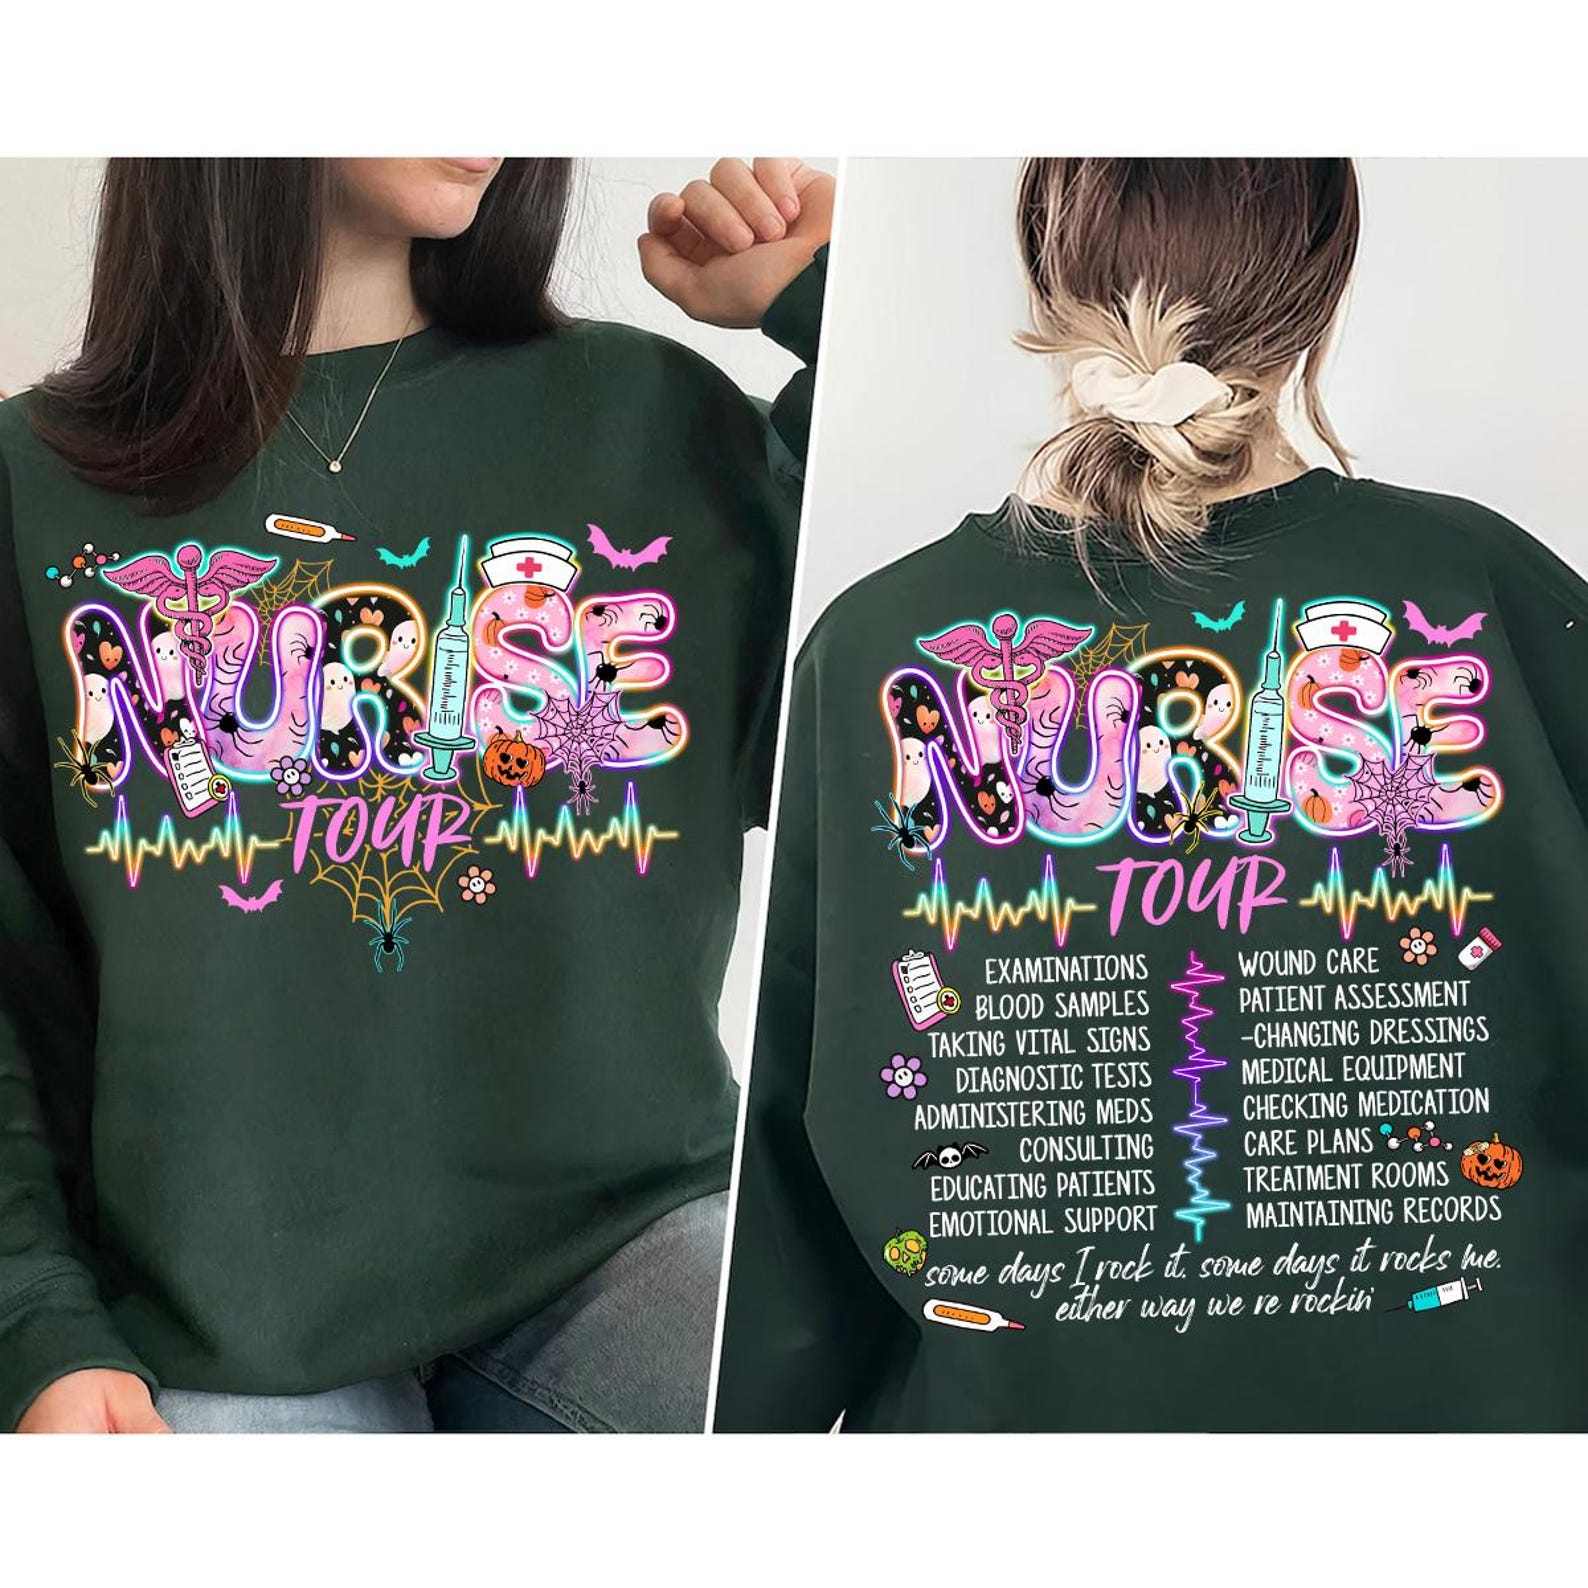 NURSE
TOUR
NURSE
TOUR
EXAMINATIONS
BLOOD SAMPLES
TAKING VITAL SIGNS
DIAGNOSTIC TESTS
ADMINISTERING MEDS
CONSULTING
EDUCATING PATIENTS
EMOTIONAL SUPPORT
WOUND CARE
PATIENT ASSESSMENT
-CHANGING DRESSINGS
MEDICAL EQUIPMENT
CHECKING MEDICATION
CARE PLANS
TREATMENT ROOMS
MAINTAINING RECORDS
some days I rock it. some days it rocks me.
either way we re rockin'